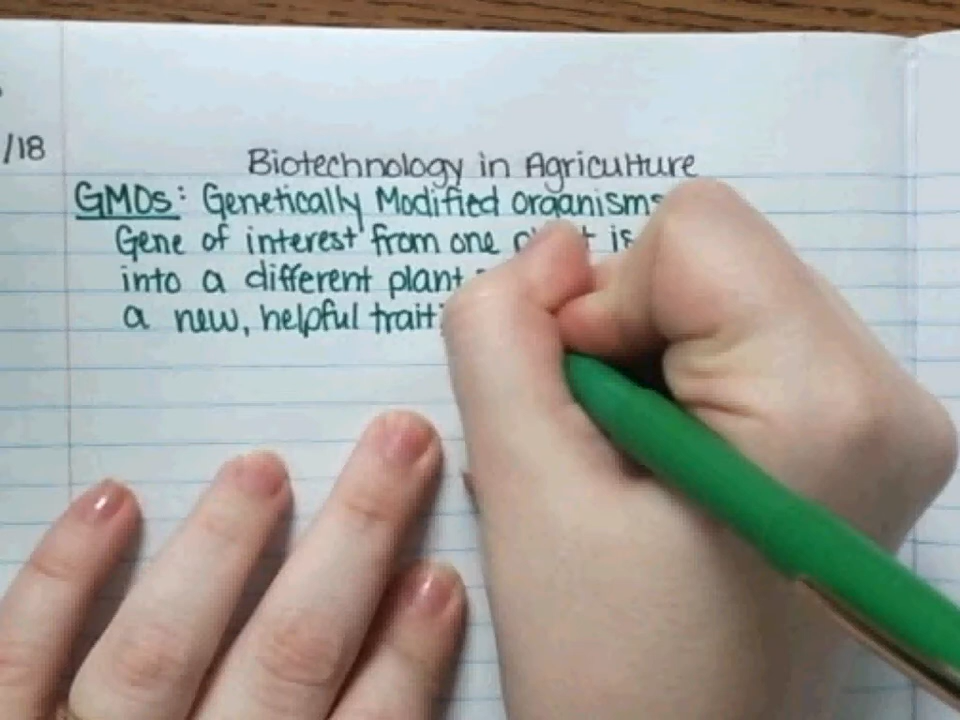 /18
Biotechnology in Agriculture
GMOs: Genetically Modified Organisms
Gene of interest from one is
into a different plant
a new, helpful trait